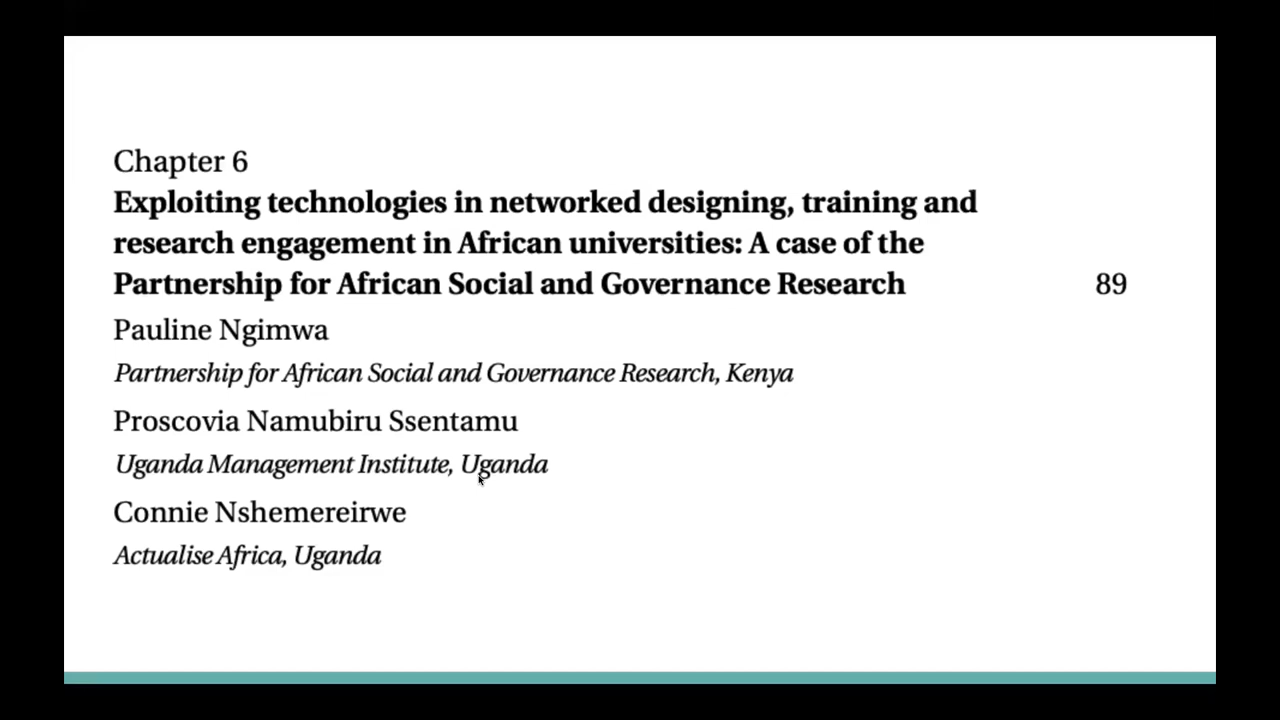 Chapter 6
Exploiting technologies in networked designing, training and
research engagement in African universities: A case of the
Partnership for African Social and Governance Research 89
Pauline Ngimwa
Partnership for African Social and Governance Research, Kenya
Proscovia Namubiru Ssentamu
Uganda Management Institute, Uganda
Connie Nshemereirwe
Actualise Africa, Uganda